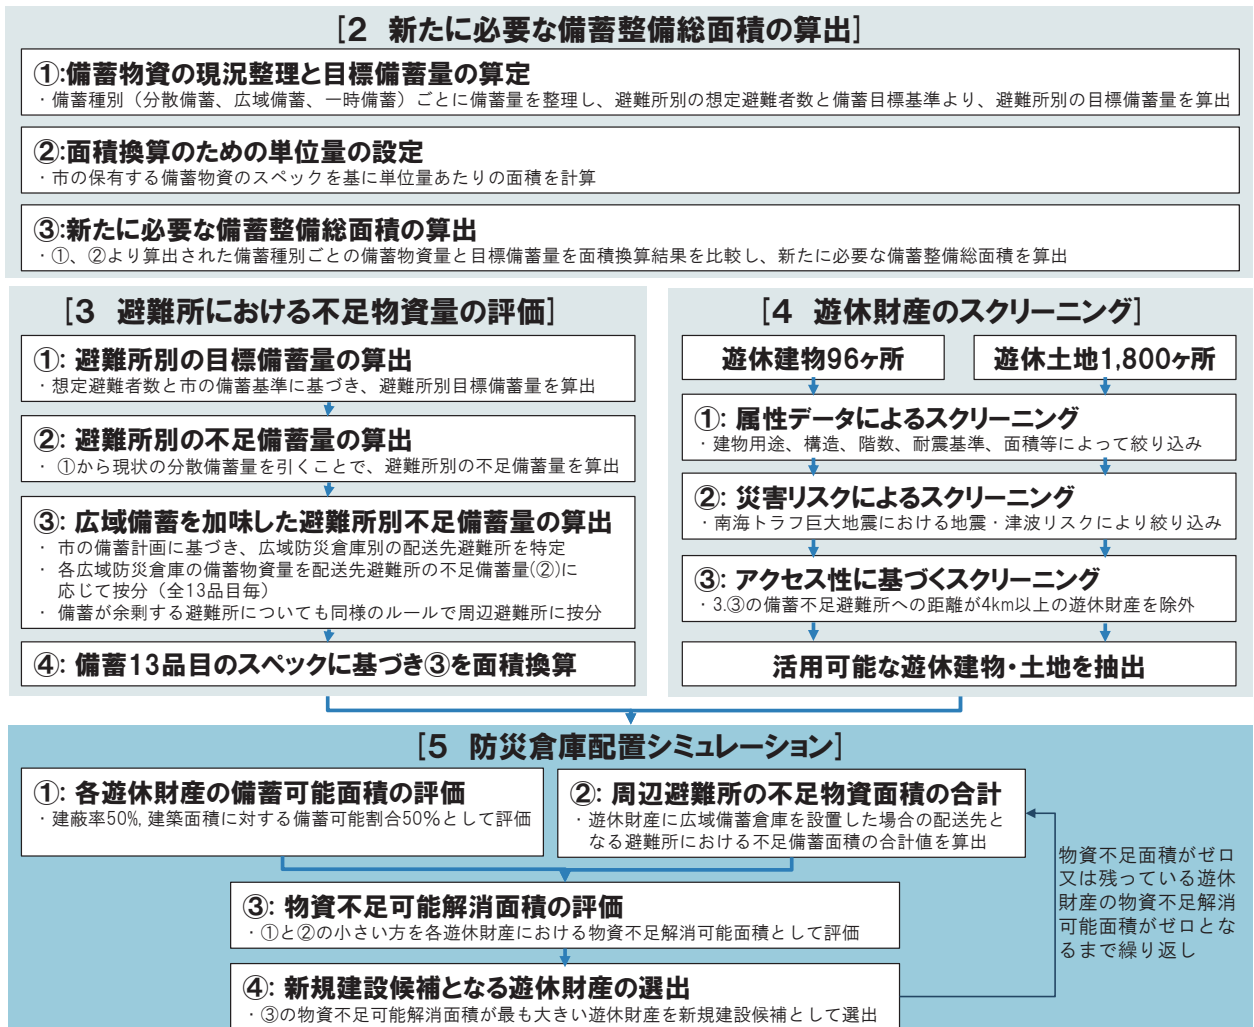 [2 新たに必要な備蓄整備総面積の算出]
①:備蓄物資の現況整理と目標備蓄量の算定
・備蓄種別（分散備蓄、広域備蓄、一時備蓄）ごとに備蓄量を整理し、避難所別の想定避難者数と備蓄目標基準より、避難所別の目標備蓄量を算出
②:面積換算のための単位量の設定
・市の保有する備蓄物資のスペックを基に単位量あたりの面積を計算
③:新たに必要な備蓄整備総面積の算出
・①、②より算出された備蓄種別ごとの備蓄物資量と目標備蓄量を面積換算結果を比較し、新たに必要な備蓄整備総面積を算出
[3 避難所における不足物資量の評価]
①: 避難所別の目標備蓄量の算出
・想定避難者数と市の備蓄基準に基づき、避難所別目標備蓄量を算出
②: 避難所別の不足備蓄量の算出
・ ①から現状の分散備蓄量を引くことで、避難所別の不足備蓄量を算出
③: 広域備蓄を加味した避難所別不足備蓄量の算出
・ 市の備蓄計画に基づき、広域防災倉庫別の配送先避難所を特定
・ 各広域防災倉庫の備蓄物資量を配送先避難所の不足備蓄量(②)に
応じて按分（全13品目毎）
・ 備蓄が余剰する避難所についても同様のルールで周辺避難所に按分
④: 備蓄13品目のスペックに基づき③を面積換算
[4 遊休財産のスクリーニング]
遊休建物96ヶ所
遊休土地1,800ヶ所
①: 属性データによるスクリーニング
・建物用途、構造、階数、耐震基準、面積等によって絞り込み
②: 災害リスクによるスクリーニング
・南海トラフ巨大地震における地震・津波リスクにより絞り込み
③: アクセス性に基づくスクリーニング
・3.③の備蓄不足避難所への距離が4km以上の遊休財産を除外
活用可能な遊休建物・土地を抽出
[5 防災倉庫配置シミュレーション]
①: 各遊休財産の備蓄可能面積の評価
・建蔽率50%, 建築面積に対する備蓄可能割合50%として評価
②: 周辺避難所の不足物資面積の合計
・ 遊休財産に広域備蓄倉庫を設置した場合の配送先と
なる避難所における不足備蓄面積の合計値を算出
③: 物資不足可能解消面積の評価
・①と②の小さい方を各遊休財産における物資不足解消可能面積として評価
④: 新規建設候補となる遊休財産の選出
・③の物資不足可能解消面積が最も大きい遊休財産を新規建設候補として選出
物資不足面積がゼロ
又は残っている遊休
財産の物資不足解消
可能面積がゼロとな
るまで繰り返し